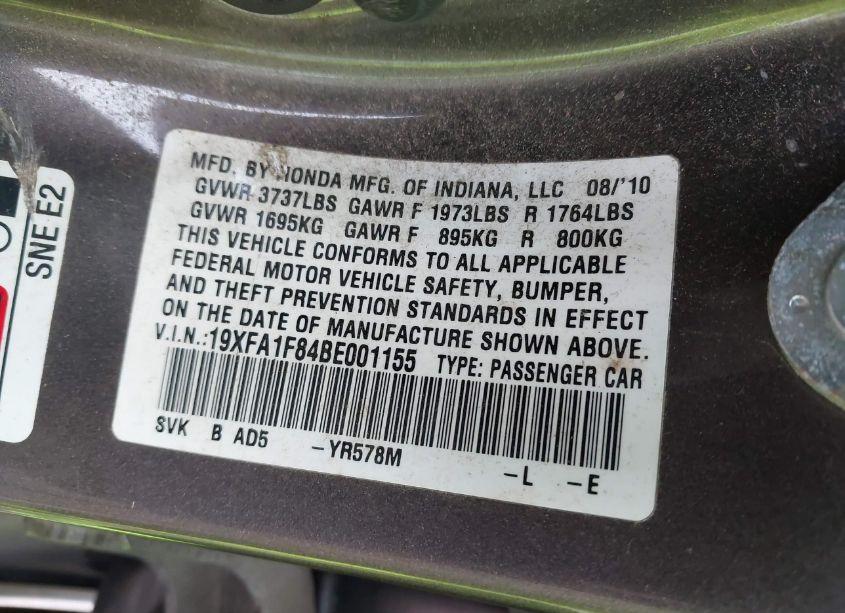 MFD. BY HONDA MFG. OF INDIANA, LLC 08/'10
GVWR 3737LBS GAWR F 1973LBS R 1764LBS
GVWR 1695KG GAWR F 895KG R 800KG
THIS VEHICLE CONFORMS TO ALL APPLICABLE
FEDERAL MOTOR VEHICLE SAFETY, BUMPER,
AND THEFT PREVENTION STANDARDS IN EFFECT
ON THE DATE OF MANUFACTURE SHOWN ABOVE.
V.I.N.:19XFA1F84BE001155 TYPE: PASSENGER CAR
SVK B AD5 -YR578M -L -E
SNE E2